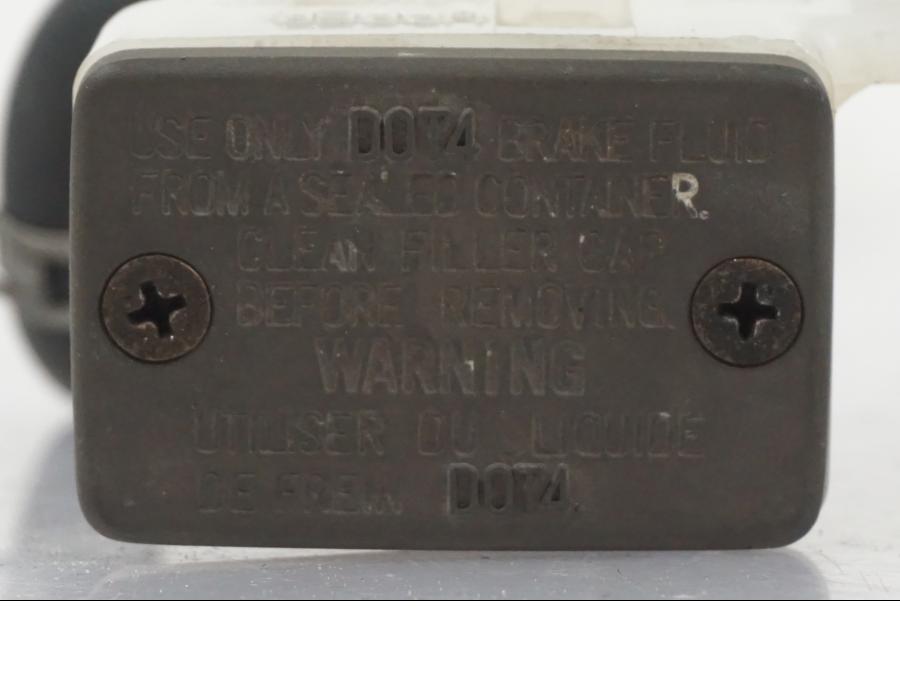 USE ONLY DOT4 BRAKE FLUID
FROM A SEALED CONTAINER.
CLEAN FILLER CAP
BEFORE REMOVING.
WARNING
UTILISER DU LIQUIDE
DE FREIN DOT4.